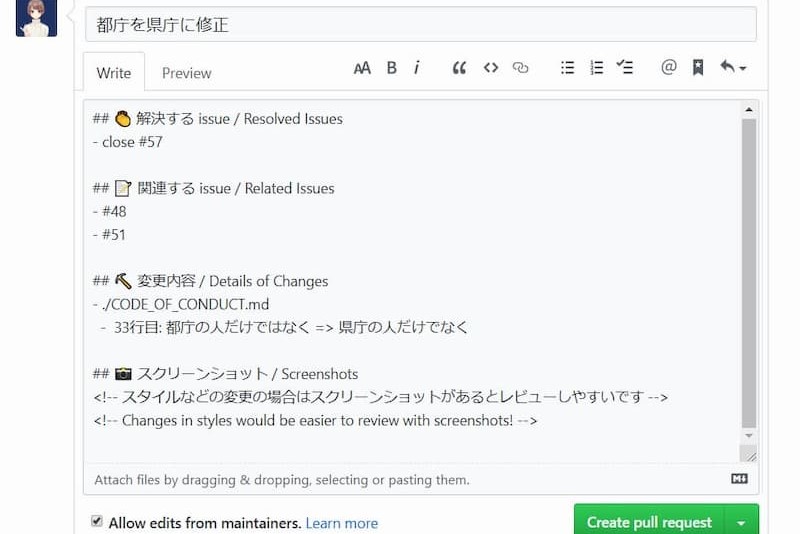 都庁を県庁に修正
Write Preview AA B i
## 👏 解決する issue / Resolved Issues
- close #57
## 📝 関連する issue / Related Issues
- #48
- #51
## 🔨 変更内容 / Details of Changes
- ./CODE_OF_CONDUCT.md
- 33行目: 都庁の人だけではなく => 県庁の人だけでなく
## 📸 スクリーンショット / Screenshots
<!-- スタイルなどの変更の場合はスクリーンショットがあるとレビューしやすいです -->
<!-- Changes in styles would be easier to review with screenshots! -->
Attach files by dragging & dropping, selecting or pasting them.
Allow edits from maintainers. Learn more
Create pull request